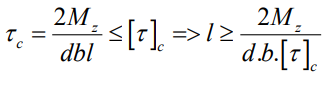 τ_c = 2M_z / dbl ≤ [τ]_c => l ≥ 2M_z / d.b.[τ]_c